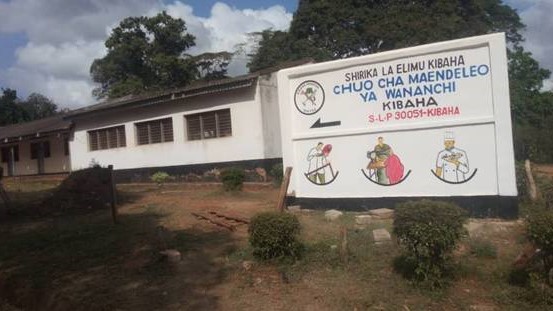 SHIRIKA LA ELIMU KIBAHA
CHUO CHA MAENDELEO
YA WANANCHI
KIBAHA
S-L-P 30051-KIBAHA